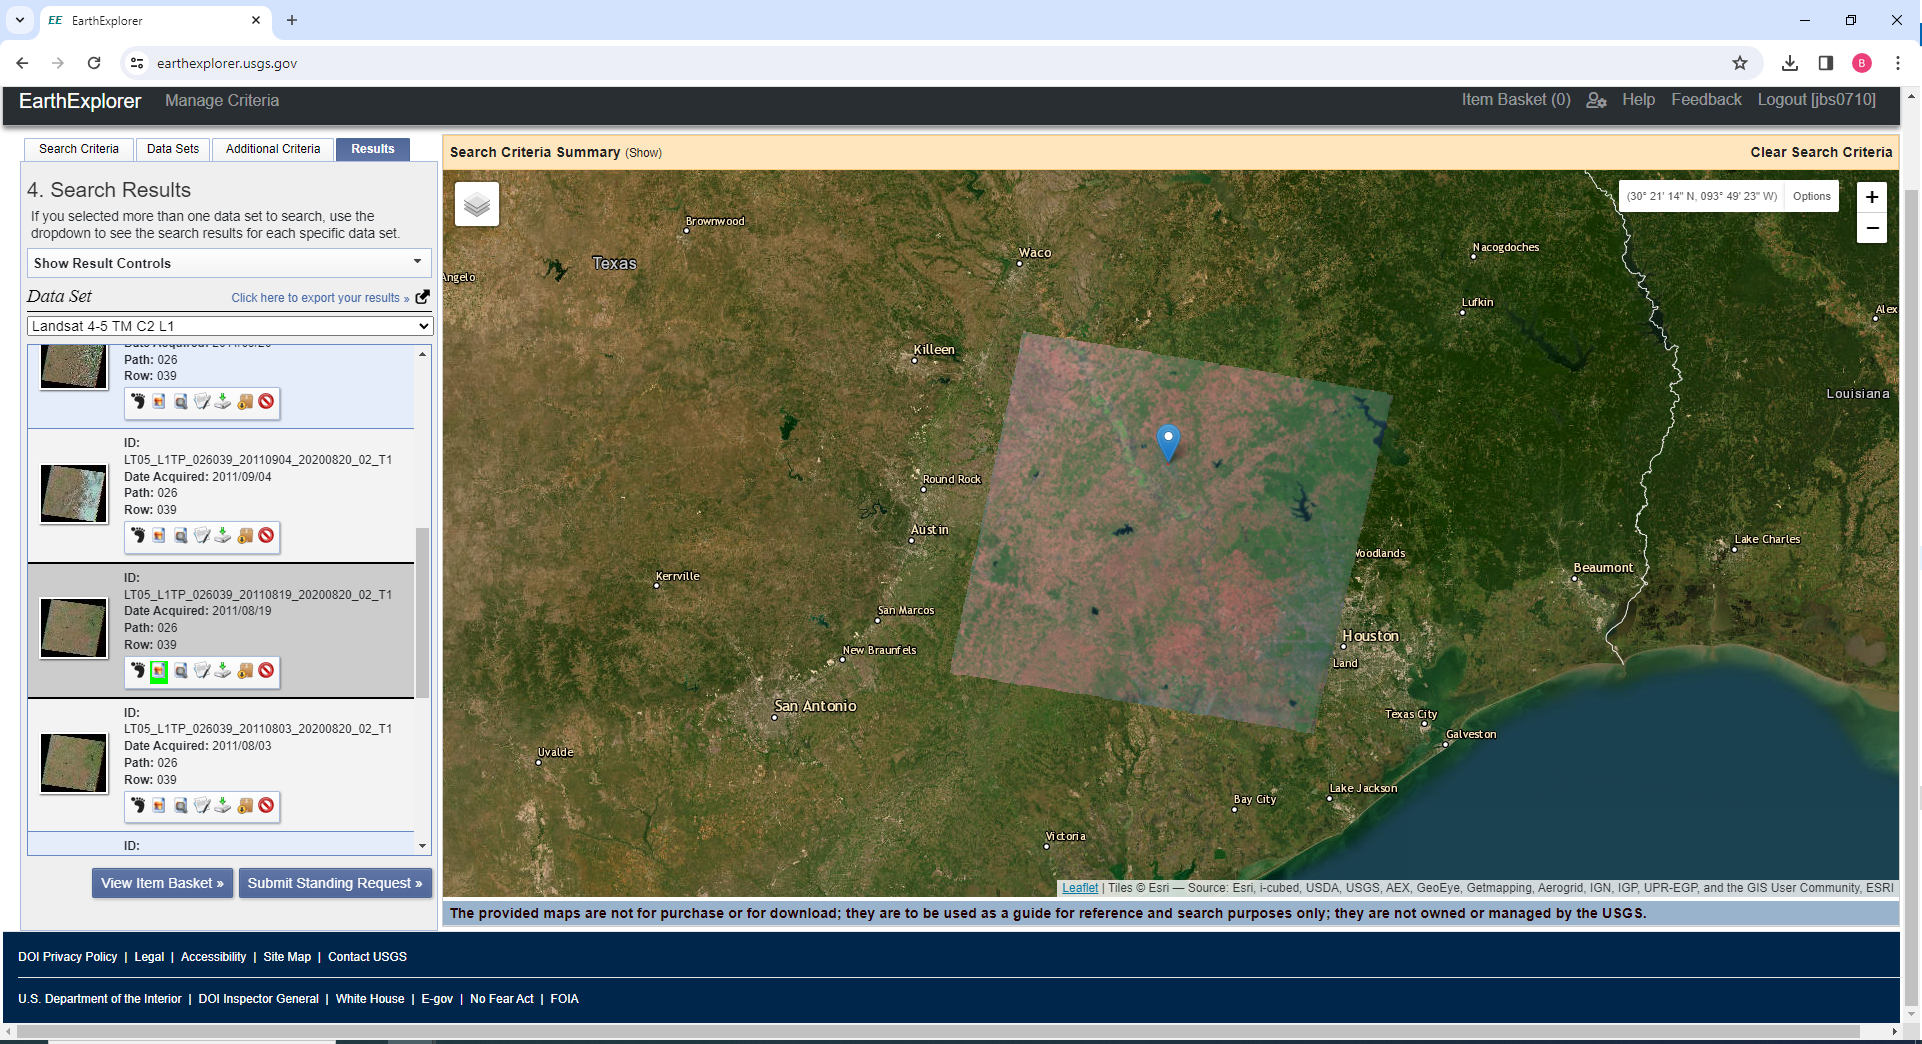 EE EarthExplorer
earthexplorer.usgs.gov
B
EarthExplorer Manage Criteria
Item Basket (0) Help Feedback Logout [jbs0710]
Search Criteria Data Sets Additional Criteria Results
4. Search Results
If you selected more than one data set to search, use the
dropdown to see the search results for each specific data set.
Show Result Controls
Data Set
Click here to export your results »
Landsat 4-5 TM C2 L1
Path: 026
Row: 039
ID:
LT05_L1TP_026039_20110904_20200820_02_T1
Date Acquired: 2011/09/04
Path: 026
Row: 039
ID:
LT05_L1TP_026039_20110819_20200820_02_T1
Date Acquired: 2011/08/19
Path: 026
Row: 039
ID:
LT05_L1TP_026039_20110803_20200820_02_T1
Date Acquired: 2011/08/03
Path: 026
Row: 039
ID:
View Item Basket »
Submit Standing Request »
Search Criteria Summary (Show)
Clear Search Criteria
(30° 21' 14" N, 093° 49' 23" W) Options
+
−
Brownwood
Texas
Angelo
Waco
Nacogdoches
Lufkin
Alex
Killeen
Louisiana
Round Rock
Austin
Lake Charles
Woodlands
Beaumont
Kerrville
San Marcos
Houston
New Braunfels
Land
San Antonio
Texas City
Galveston
Uvalde
Lake Jackson
Bay City
Victoria
Leaflet | Tiles © Esri — Source: Esri, i-cubed, USDA, USGS, AEX, GeoEye, Getmapping, Aerogrid, IGN, IGP, UPR-EGP, and the GIS User Community, ESRI
The provided maps are not for purchase or for download; they are to be used as a guide for reference and search purposes only; they are not owned or managed by the USGS.
DOI Privacy Policy | Legal | Accessibility | Site Map | Contact USGS
U.S. Department of the Interior | DOI Inspector General | White House | E-gov | No Fear Act | FOIA